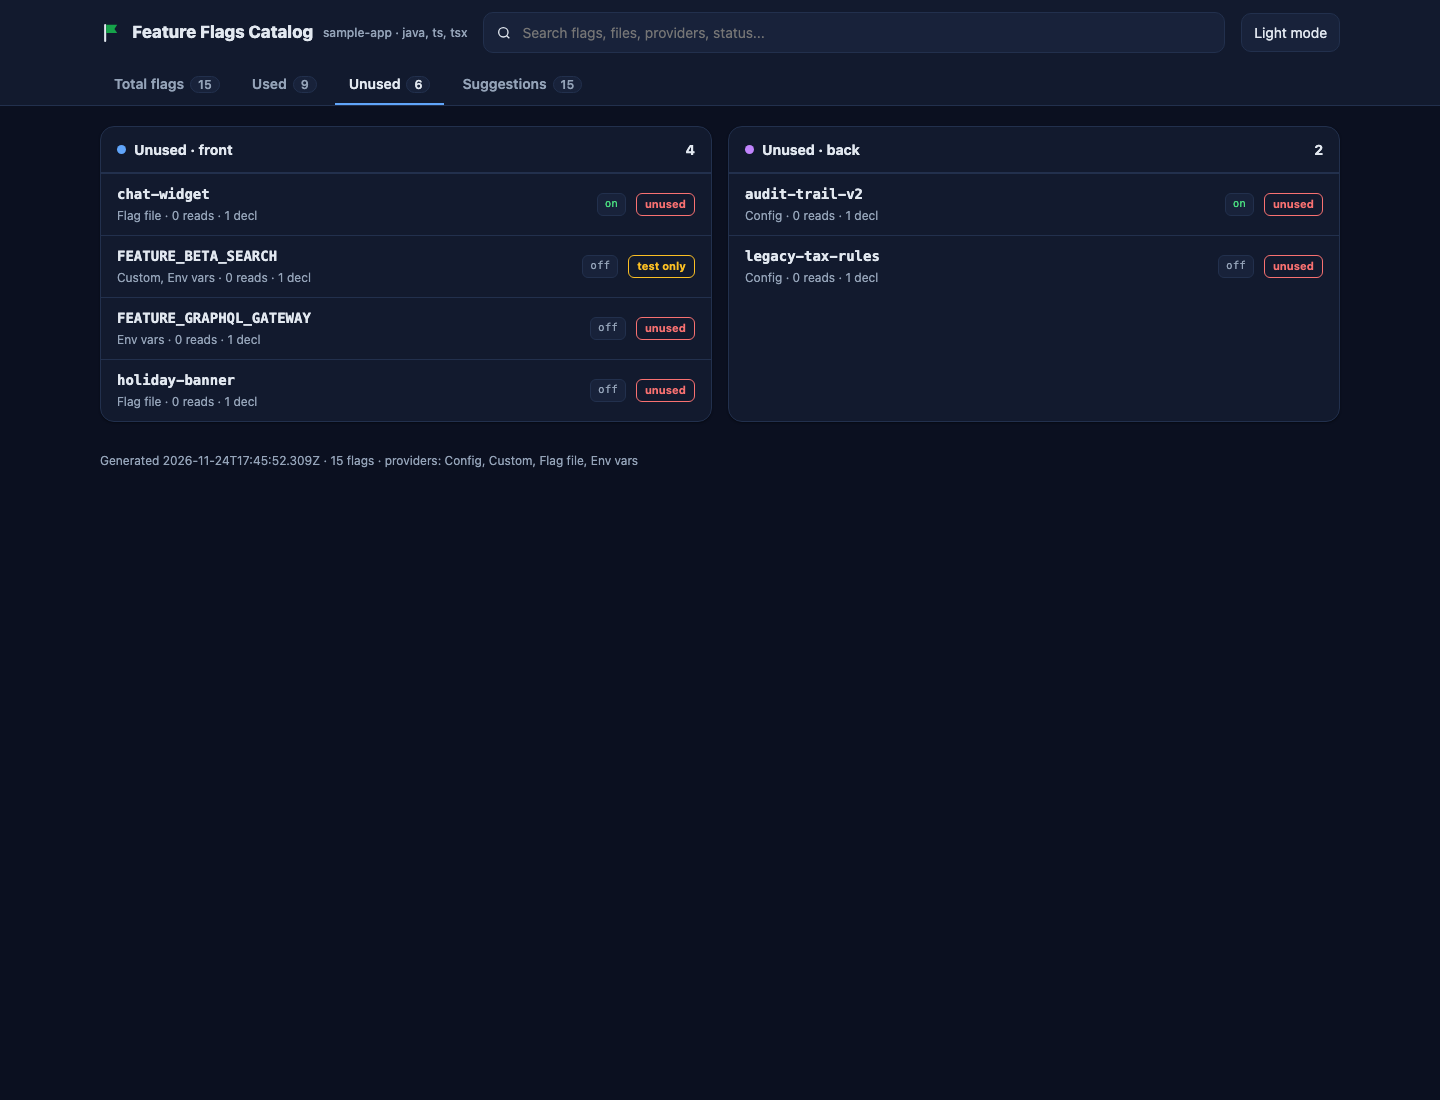 Feature Flags Catalog sample-app · java, ts, tsx
Search flags, files, providers, status...
Light mode
Total flags 15 Used 9 Unused 6 Suggestions 15
Unused · front 4
chat-widget
Flag file · 0 reads · 1 decl
on unused
FEATURE_BETA_SEARCH
Custom, Env vars · 0 reads · 1 decl
off test only
FEATURE_GRAPHQL_GATEWAY
Env vars · 0 reads · 1 decl
off unused
holiday-banner
Flag file · 0 reads · 1 decl
off unused
Unused · back 2
audit-trail-v2
Config · 0 reads · 1 decl
on unused
legacy-tax-rules
Config · 0 reads · 1 decl
off unused
Generated 2026-11-24T17:45:52.309Z · 15 flags · providers: Config, Custom, Flag file, Env vars